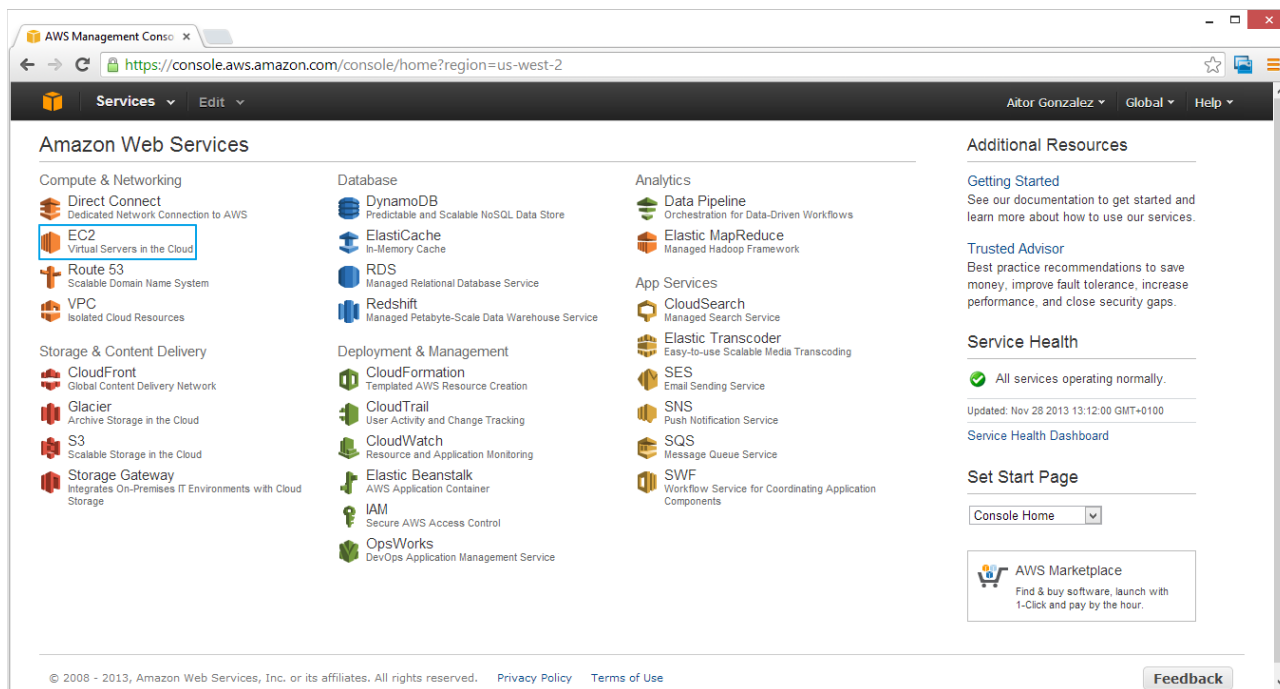 AWS Management Conso
https://console.aws.amazon.com/console/home?region=us-west-2
Services Edit Aitor Gonzalez Global Help
Amazon Web Services
Compute & Networking
Direct Connect
Dedicated Network Connection to AWS
EC2
Virtual Servers in the Cloud
Route 53
Scalable Domain Name System
VPC
Isolated Cloud Resources
Storage & Content Delivery
CloudFront
Global Content Delivery Network
Glacier
Archive Storage in the Cloud
S3
Scalable Storage in the Cloud
Storage Gateway
Integrates On-Premises IT Environments with Cloud
Storage
Database
DynamoDB
Predictable and Scalable NoSQL Data Store
ElastiCache
In-Memory Cache
RDS
Managed Relational Database Service
Redshift
Managed Petabyte-Scale Data Warehouse Service
Deployment & Management
CloudFormation
Templated AWS Resource Creation
CloudTrail
User Activity and Change Tracking
CloudWatch
Resource and Application Monitoring
Elastic Beanstalk
AWS Application Container
IAM
Secure AWS Access Control
OpsWorks
DevOps Application Management Service
Analytics
Data Pipeline
Orchestration for Data-Driven Workflows
Elastic MapReduce
Managed Hadoop Framework
App Services
CloudSearch
Managed Search Service
Elastic Transcoder
Easy-to-use Scalable Media Transcoding
SES
Email Sending Service
SNS
Push Notification Service
SQS
Message Queue Service
SWF
Workflow Service for Coordinating Application
Components
Additional Resources
Getting Started
See our documentation to get started and
learn more about how to use our services.
Trusted Advisor
Best practice recommendations to save
money, improve fault tolerance, increase
performance, and close security gaps.
Service Health
All services operating normally.
Updated: Nov 28 2013 13:12:00 GMT+0100
Service Health Dashboard
Set Start Page
Console Home
AWS Marketplace
Find & buy software, launch with
1-Click and pay by the hour.
© 2008 - 2013, Amazon Web Services, Inc. or its affiliates. All rights reserved. Privacy Policy Terms of Use
Feedback